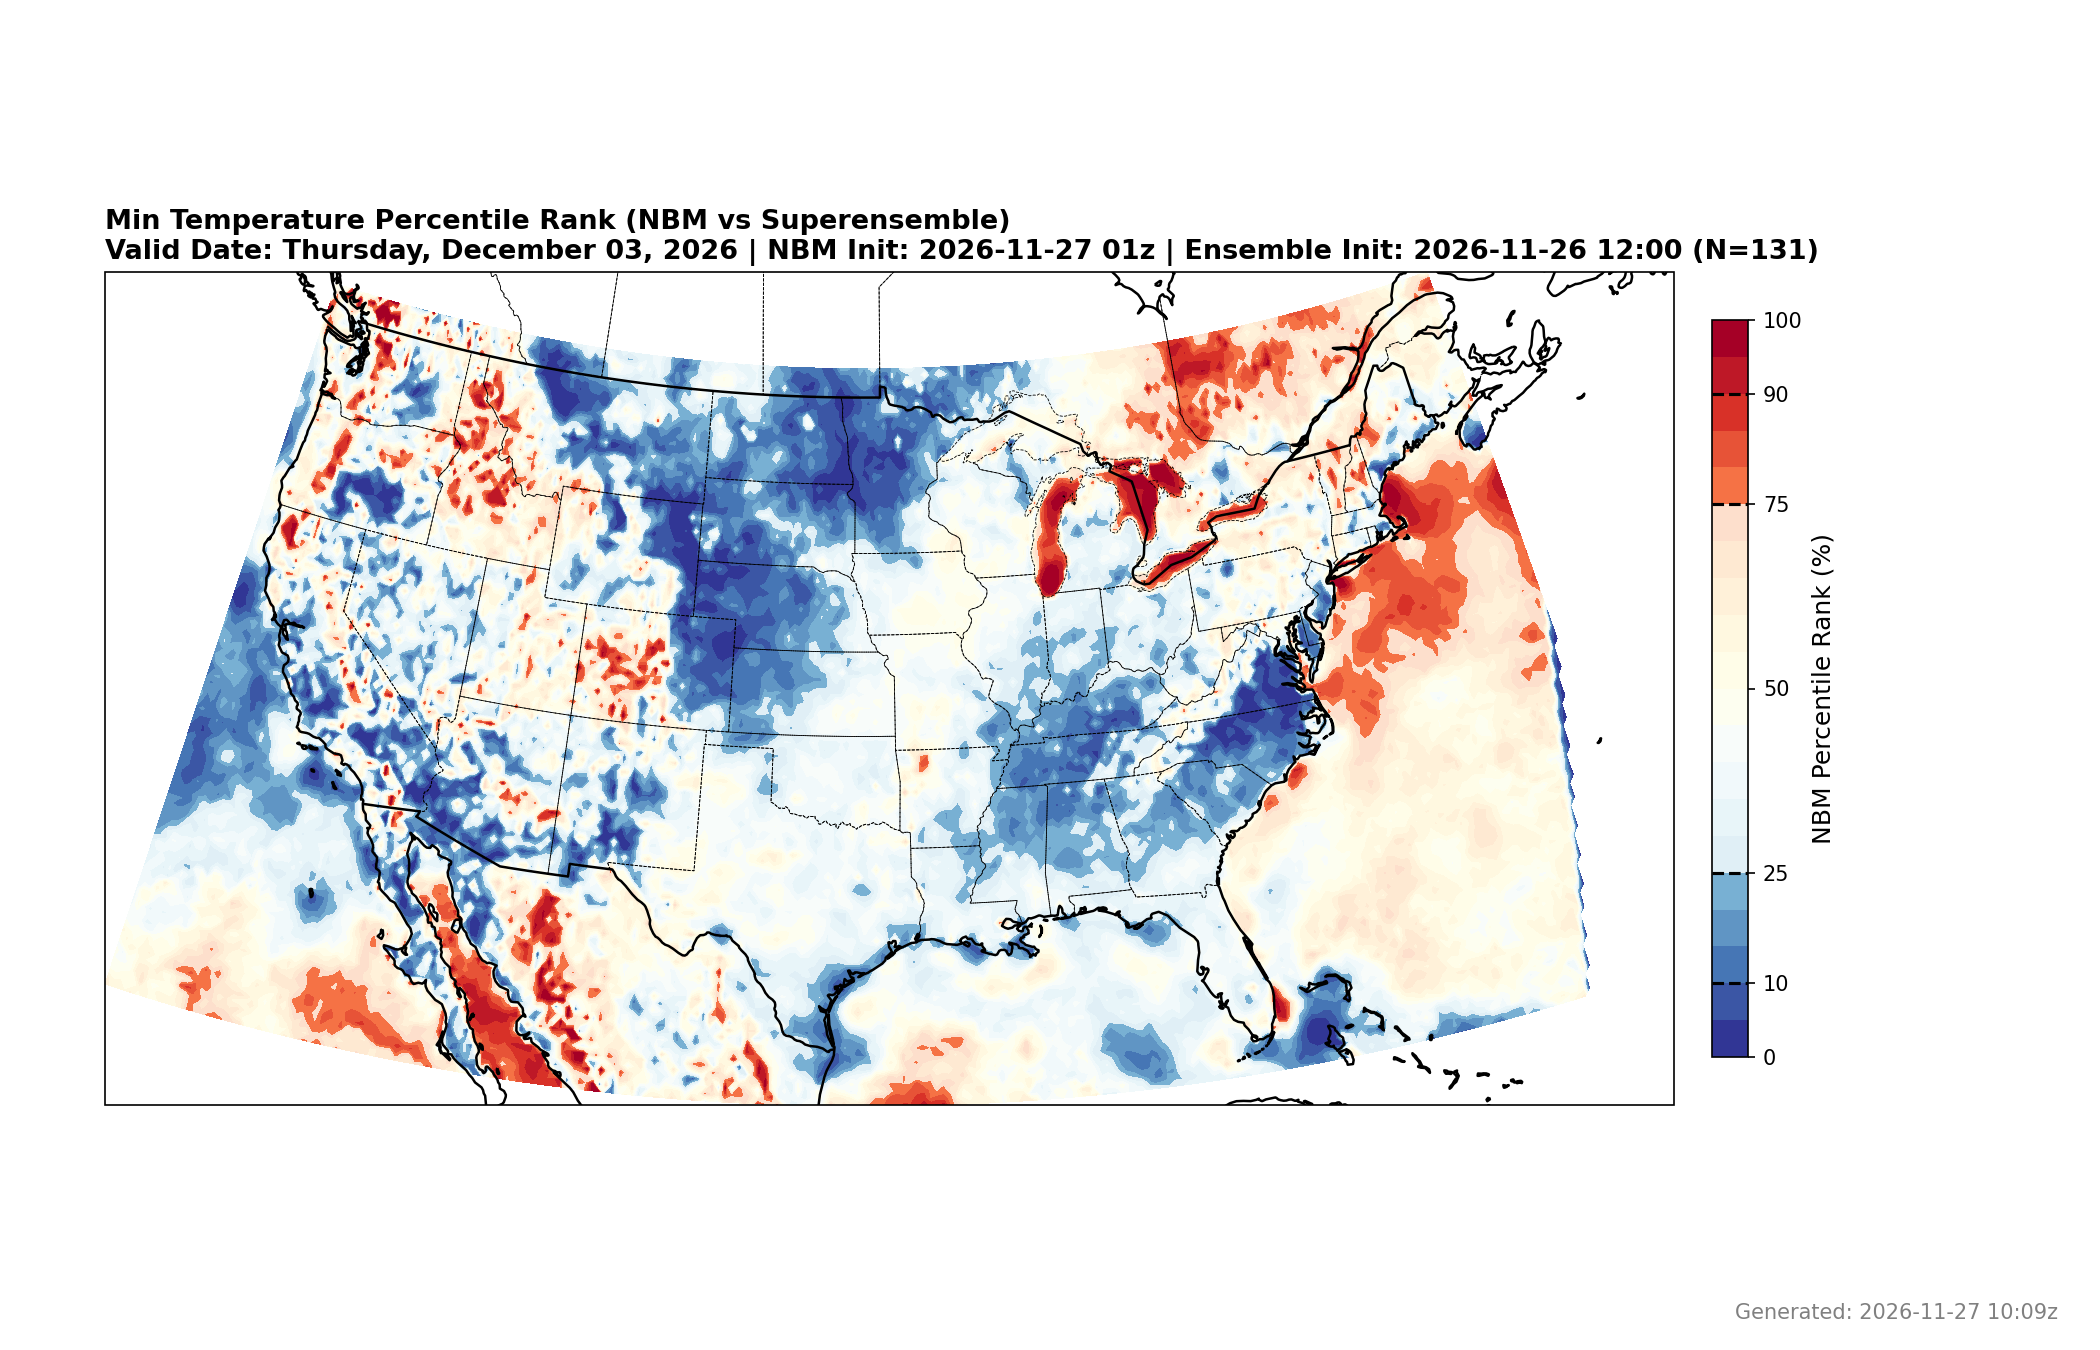 Min Temperature Percentile Rank (NBM vs Superensemble)
Valid Date: Thursday, December 03, 2026 | NBM Init: 2026-11-27 01z | Ensemble Init: 2026-11-26 12:00 (N=131)
100
90
75
50
25
10
0
NBM Percentile Rank (%)
Generated: 2026-11-27 10:09z